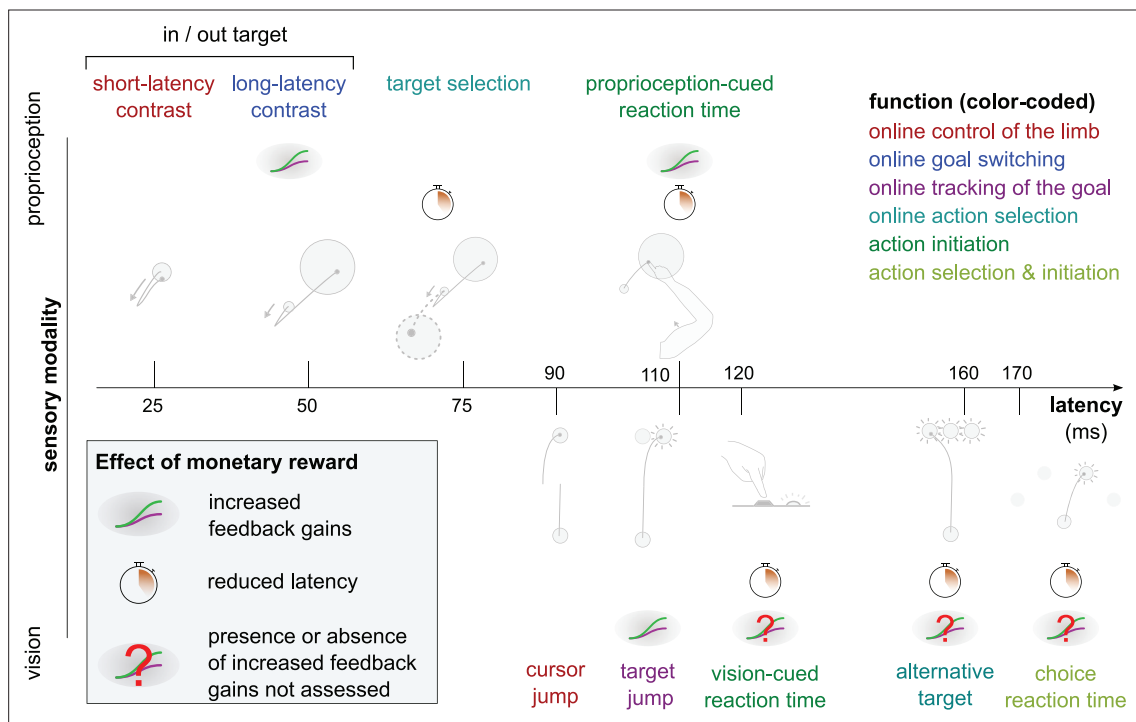 in / out target
short-latency
contrast
long-latency
contrast
target selection
proprioception-cued
reaction time
function (color-coded)
online control of the limb
online goal switching
online tracking of the goal
online action selection
action initiation
action selection & initiation
proprioception
sensory modality
vision
25
50
75
90
110
120
160
170
latency
(ms)
Effect of monetary reward
increased
feedback gains
reduced latency
?
presence or absence
of increased feedback
gains not assessed
?
?
?
cursor
jump
target
jump
vision-cued
reaction time
alternative
target
choice
reaction time